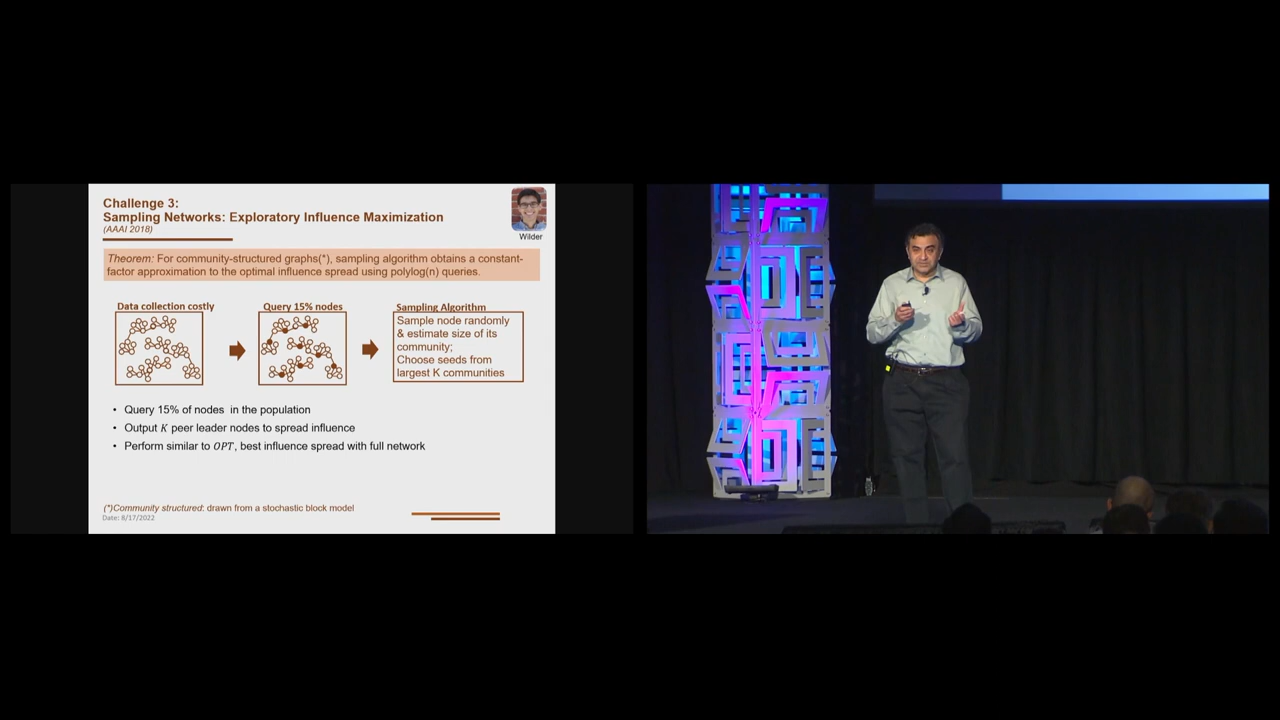 Challenge 3:
Sampling Networks: Exploratory Influence Maximization
(AAAI 2018)
Wilder
Theorem: For community-structured graphs(*), sampling algorithm obtains a constant-
factor approximation to the optimal influence spread using polylog(n) queries.
Data collection costly
Query 15% nodes
Sampling Algorithm
Sample node randomly
& estimate size of its
community;
Choose seeds from
largest K communities
• Query 15% of nodes in the population
• Output K peer leader nodes to spread influence
• Perform similar to OPT, best influence spread with full network
(*)Community structured: drawn from a stochastic block model
Date: 8/17/2022